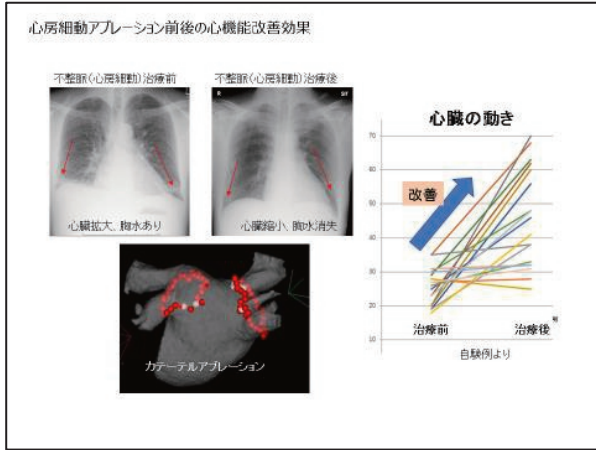 心房細動アブレーション前後の心機能改善効果
不整脈(心房細動)治療前
不整脈(心房細動)治療後
R
心臓拡大、胸水あり
心臓縮小、胸水消失
カテーテルアブレーション
心臓の動き
70
60
50
40
30
20
10
改善
治療前
治療後
自験例より